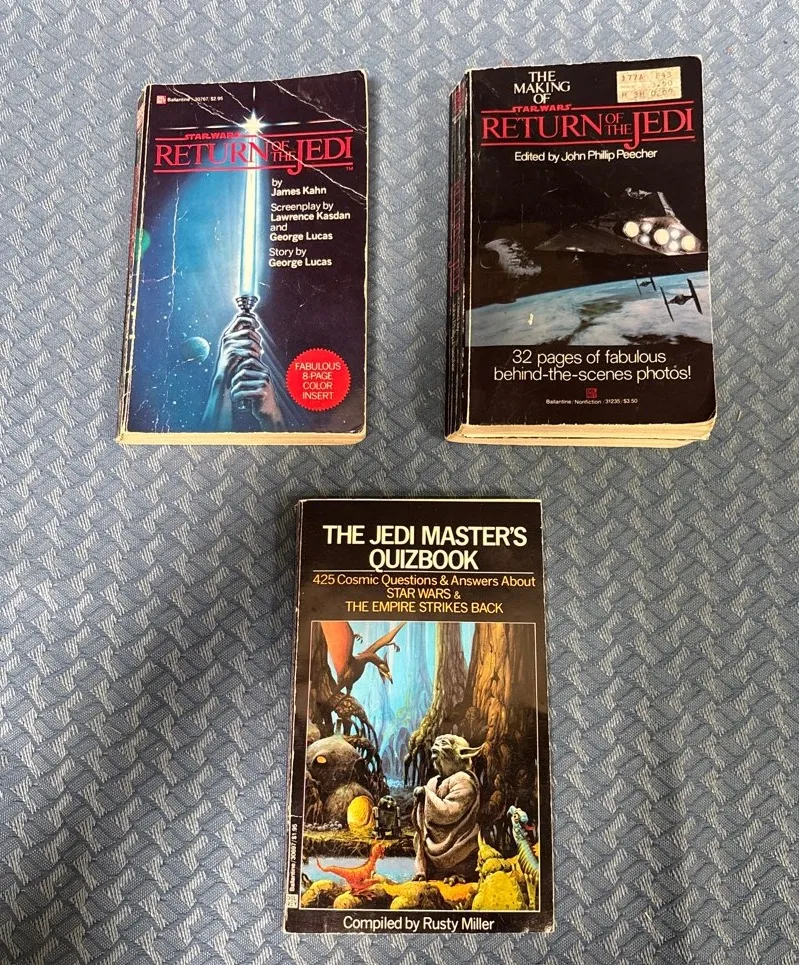 Ballantine/30767/$2.95
STAR WARS
RETURN OF THE JEDI
TM
by
James Kahn
Screenplay by
Lawrence Kasdan
and
George Lucas
Story by
George Lucas
FABULOUS
8-PAGE
COLOR
INSERT
THE
MAKING
OF
STAR WARS
RETURN OF THE JEDI
Edited by John Phillip Peecher
32 pages of fabulous
behind-the-scenes photos!
Ballantine/Nonfiction/31235/$3.50
THE JEDI MASTER'S
QUIZBOOK
425 Cosmic Questions & Answers About
STAR WARS &
THE EMPIRE STRIKES BACK
Compiled by Rusty Miller